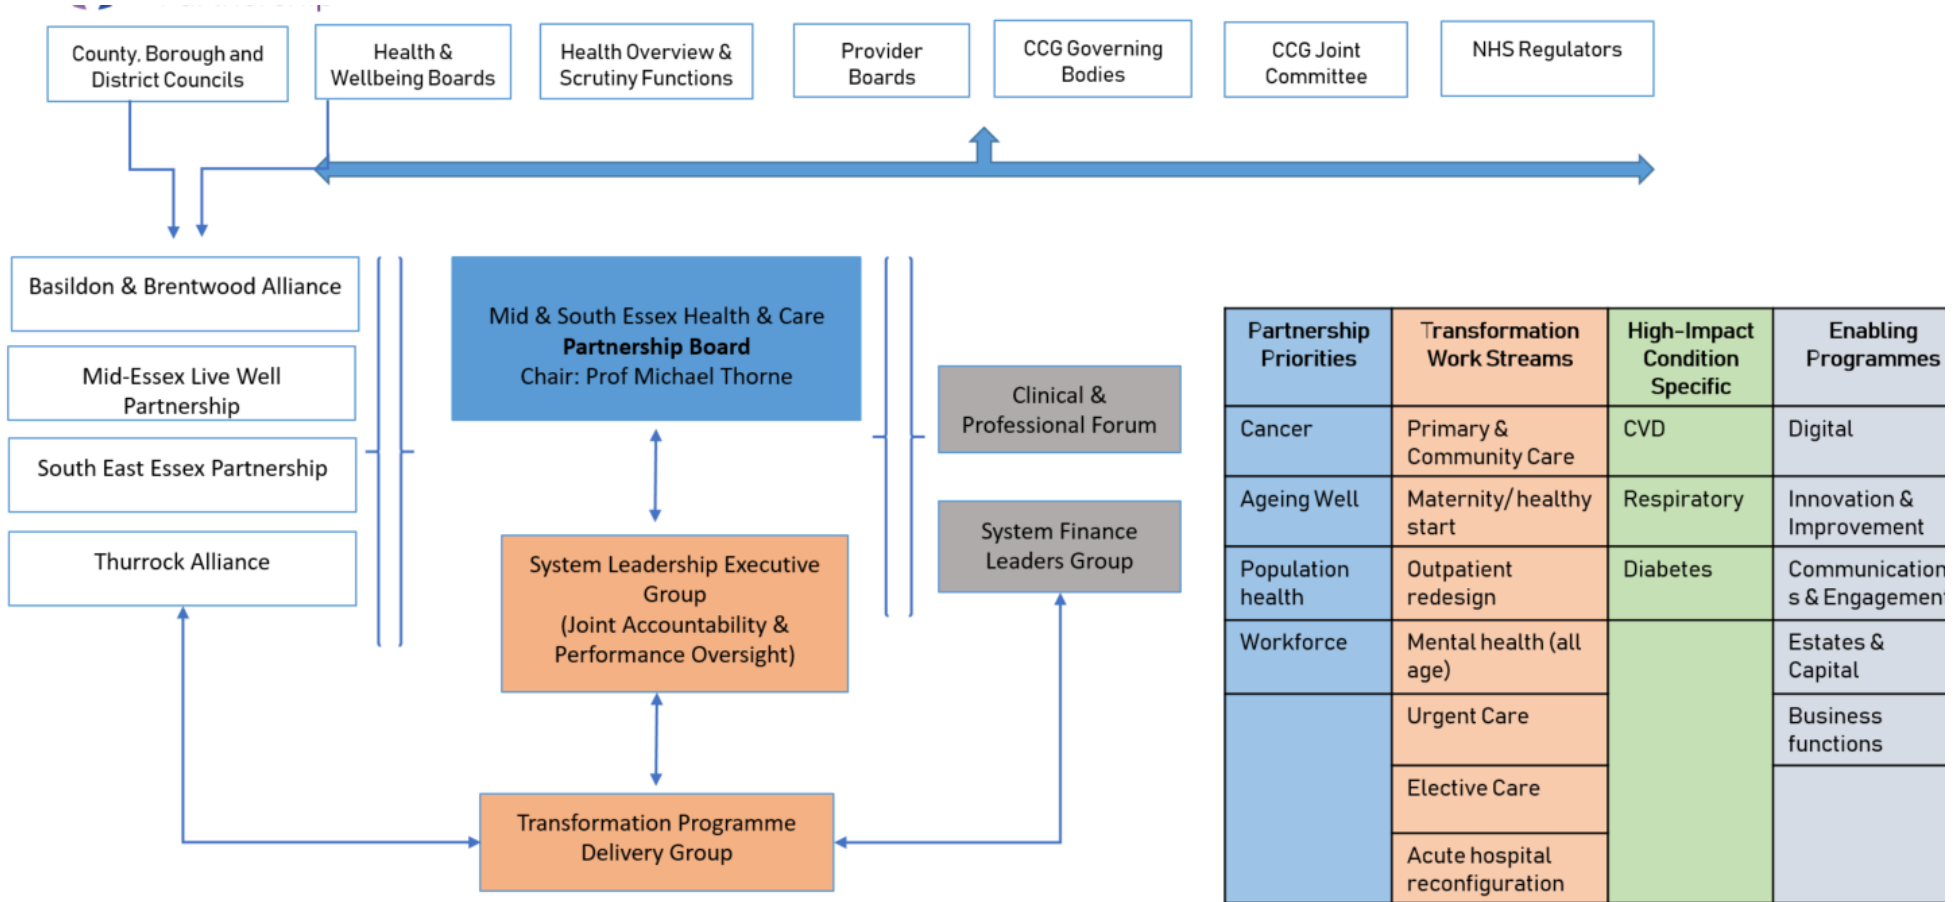 County, Borough and
District Councils
Health &
Wellbeing Boards
Health Overview &
Scrutiny Functions
Provider
Boards
CCG Governing
Bodies
CCG Joint
Committee
NHS Regulators
Basildon & Brentwood Alliance
Mid-Essex Live Well
Partnership
South East Essex Partnership
Thurrock Alliance
Mid & South Essex Health & Care
Partnership Board
Chair: Prof Michael Thorne
System Leadership Executive
Group
(Joint Accountability &
Performance Oversight)
Transformation Programme
Delivery Group
Clinical &
Professional Forum
System Finance
Leaders Group
Partnership
Priorities
Transformation
Work Streams
High-Impact
Condition
Specific
Enabling
Programmes
Cancer
Primary &
Community Care
CVD
Digital
Ageing Well
Maternity/ healthy
start
Respiratory
Innovation &
Improvement
Population
health
Outpatient
redesign
Diabetes
Communication
s & Engagement
Workforce
Mental health (all
age)
Estates &
Capital
Urgent Care
Business
functions
Elective Care
Acute hospital
reconfiguration